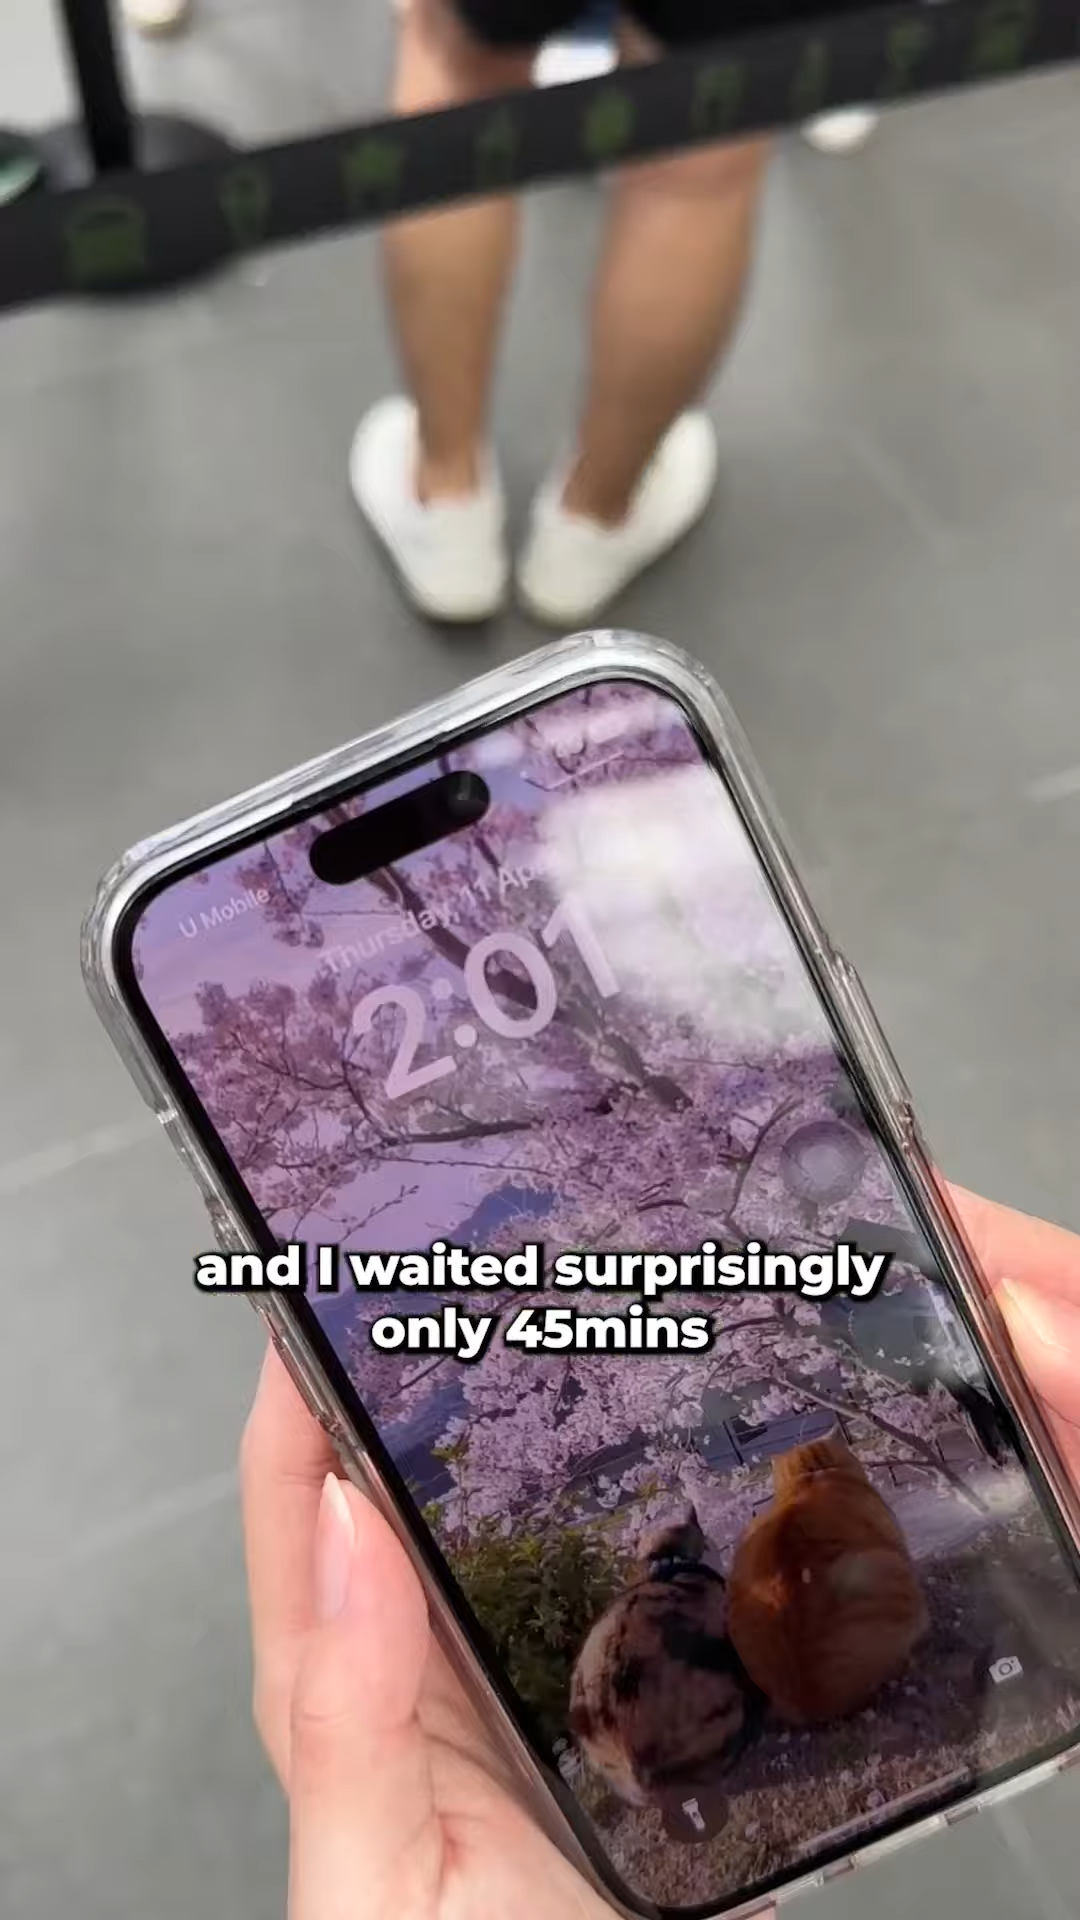 U Mobile
Thursday, 11 Ap
2:01
and I waited surprisingly
only 45mins